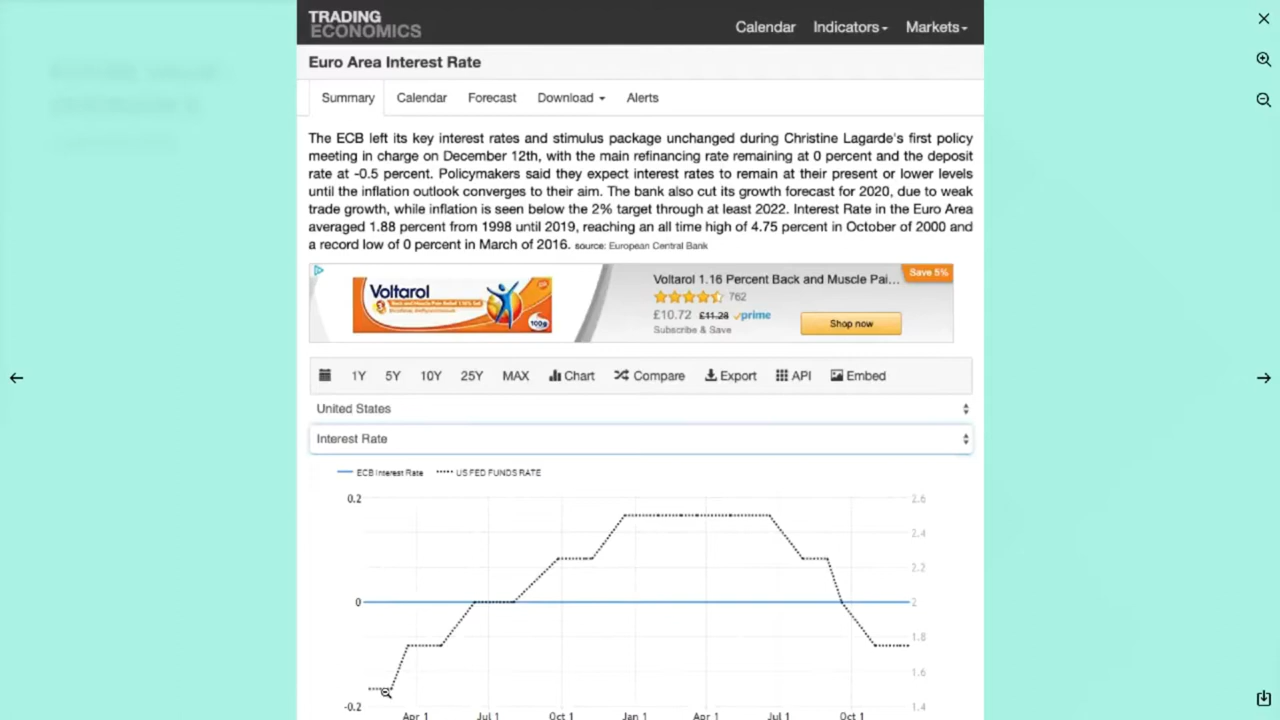 TRADING
ECONOMICS
Calendar Indicators Markets
Euro Area Interest Rate
Summary Calendar Forecast Download Alerts
The ECB left its key interest rates and stimulus package unchanged during Christine Lagarde's first policy
meeting in charge on December 12th, with the main refinancing rate remaining at 0 percent and the deposit
rate at -0.5 percent. Policymakers said they expect interest rates to remain at their present or lower levels
until the inflation outlook converges to their aim. The bank also cut its growth forecast for 2020, due to weak
trade growth, while inflation is seen below the 2% target through at least 2022. Interest Rate in the Euro Area
averaged 1.88 percent from 1998 until 2019, reaching an all time high of 4.75 percent in October of 2000 and
a record low of 0 percent in March of 2016. source: European Central Bank
Voltarol
100g
Voltarol 1.16 Percent Back and Muscle Pai...
Save 5%
762
£10.72 £11.28 prime
Subscribe & Save
Shop now
1Y 5Y 10Y 25Y MAX Chart Compare Export API Embed
United States
Interest Rate
ECB Interest Rate US FED FUNDS RATE
0.2 2.6
2.4
2.2
0 2
1.8
1.6
-0.2 1.4
Apr 1 Jul 1 Oct 1 Jan 1 Apr 1 Jul 1 Oct 1